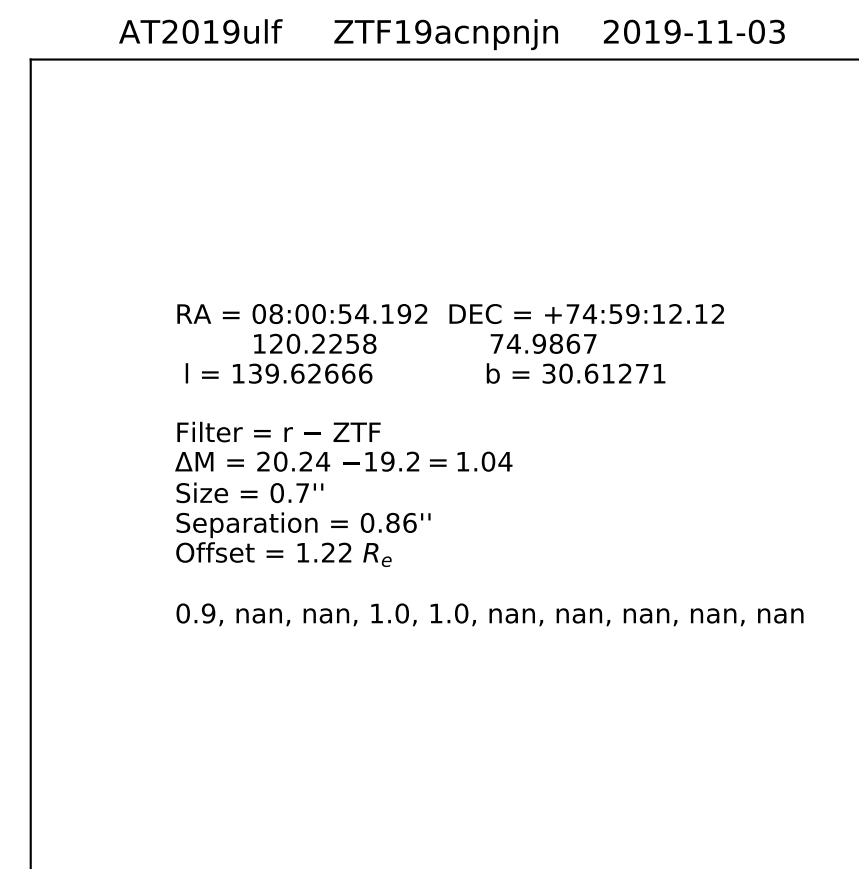 AT2019ulf ZTF19acnpnjn 2019-11-03
RA = 08:00:54.192 DEC = +74:59:12.12
120.2258 74.9867
l = 139.62666 b = 30.61271
Filter = r − ZTF
ΔM = 20.24 −19.2 = 1.04
Size = 0.7''
Separation = 0.86''
Offset = 1.22 Rₑ
0.9, nan, nan, 1.0, 1.0, nan, nan, nan, nan, nan